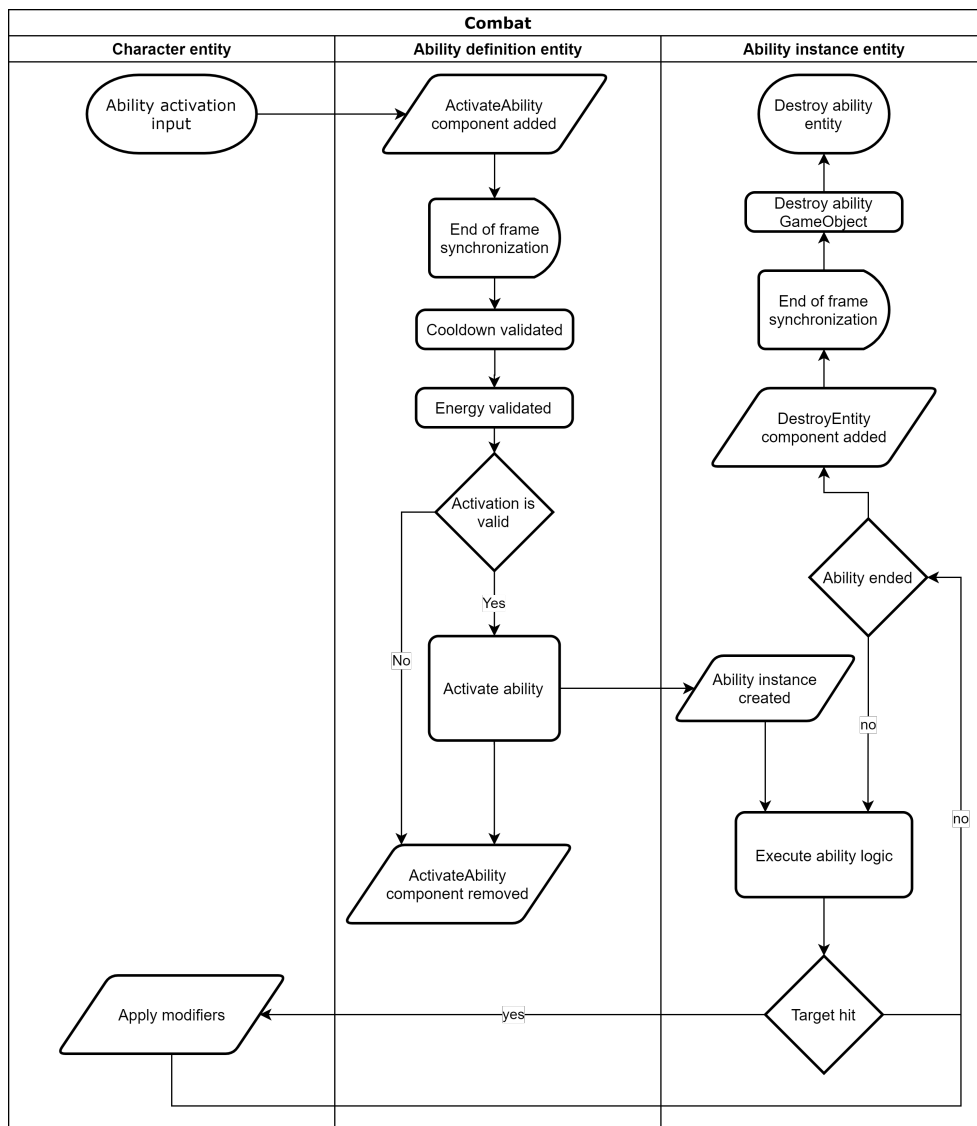 Combat
Character entity
Ability definition entity
Ability instance entity
Ability activation
input
ActivateAbility
component added
Destroy ability
entity
End of frame
synchronization
Destroy ability
GameObject
Cooldown validated
End of frame
synchronization
Energy validated
DestroyEntity
component added
Activation is
valid
Ability ended
Yes
No
Activate ability
Ability instance
created
no
no
Execute ability logic
ActivateAbility
component removed
Apply modifiers
yes
Target hit